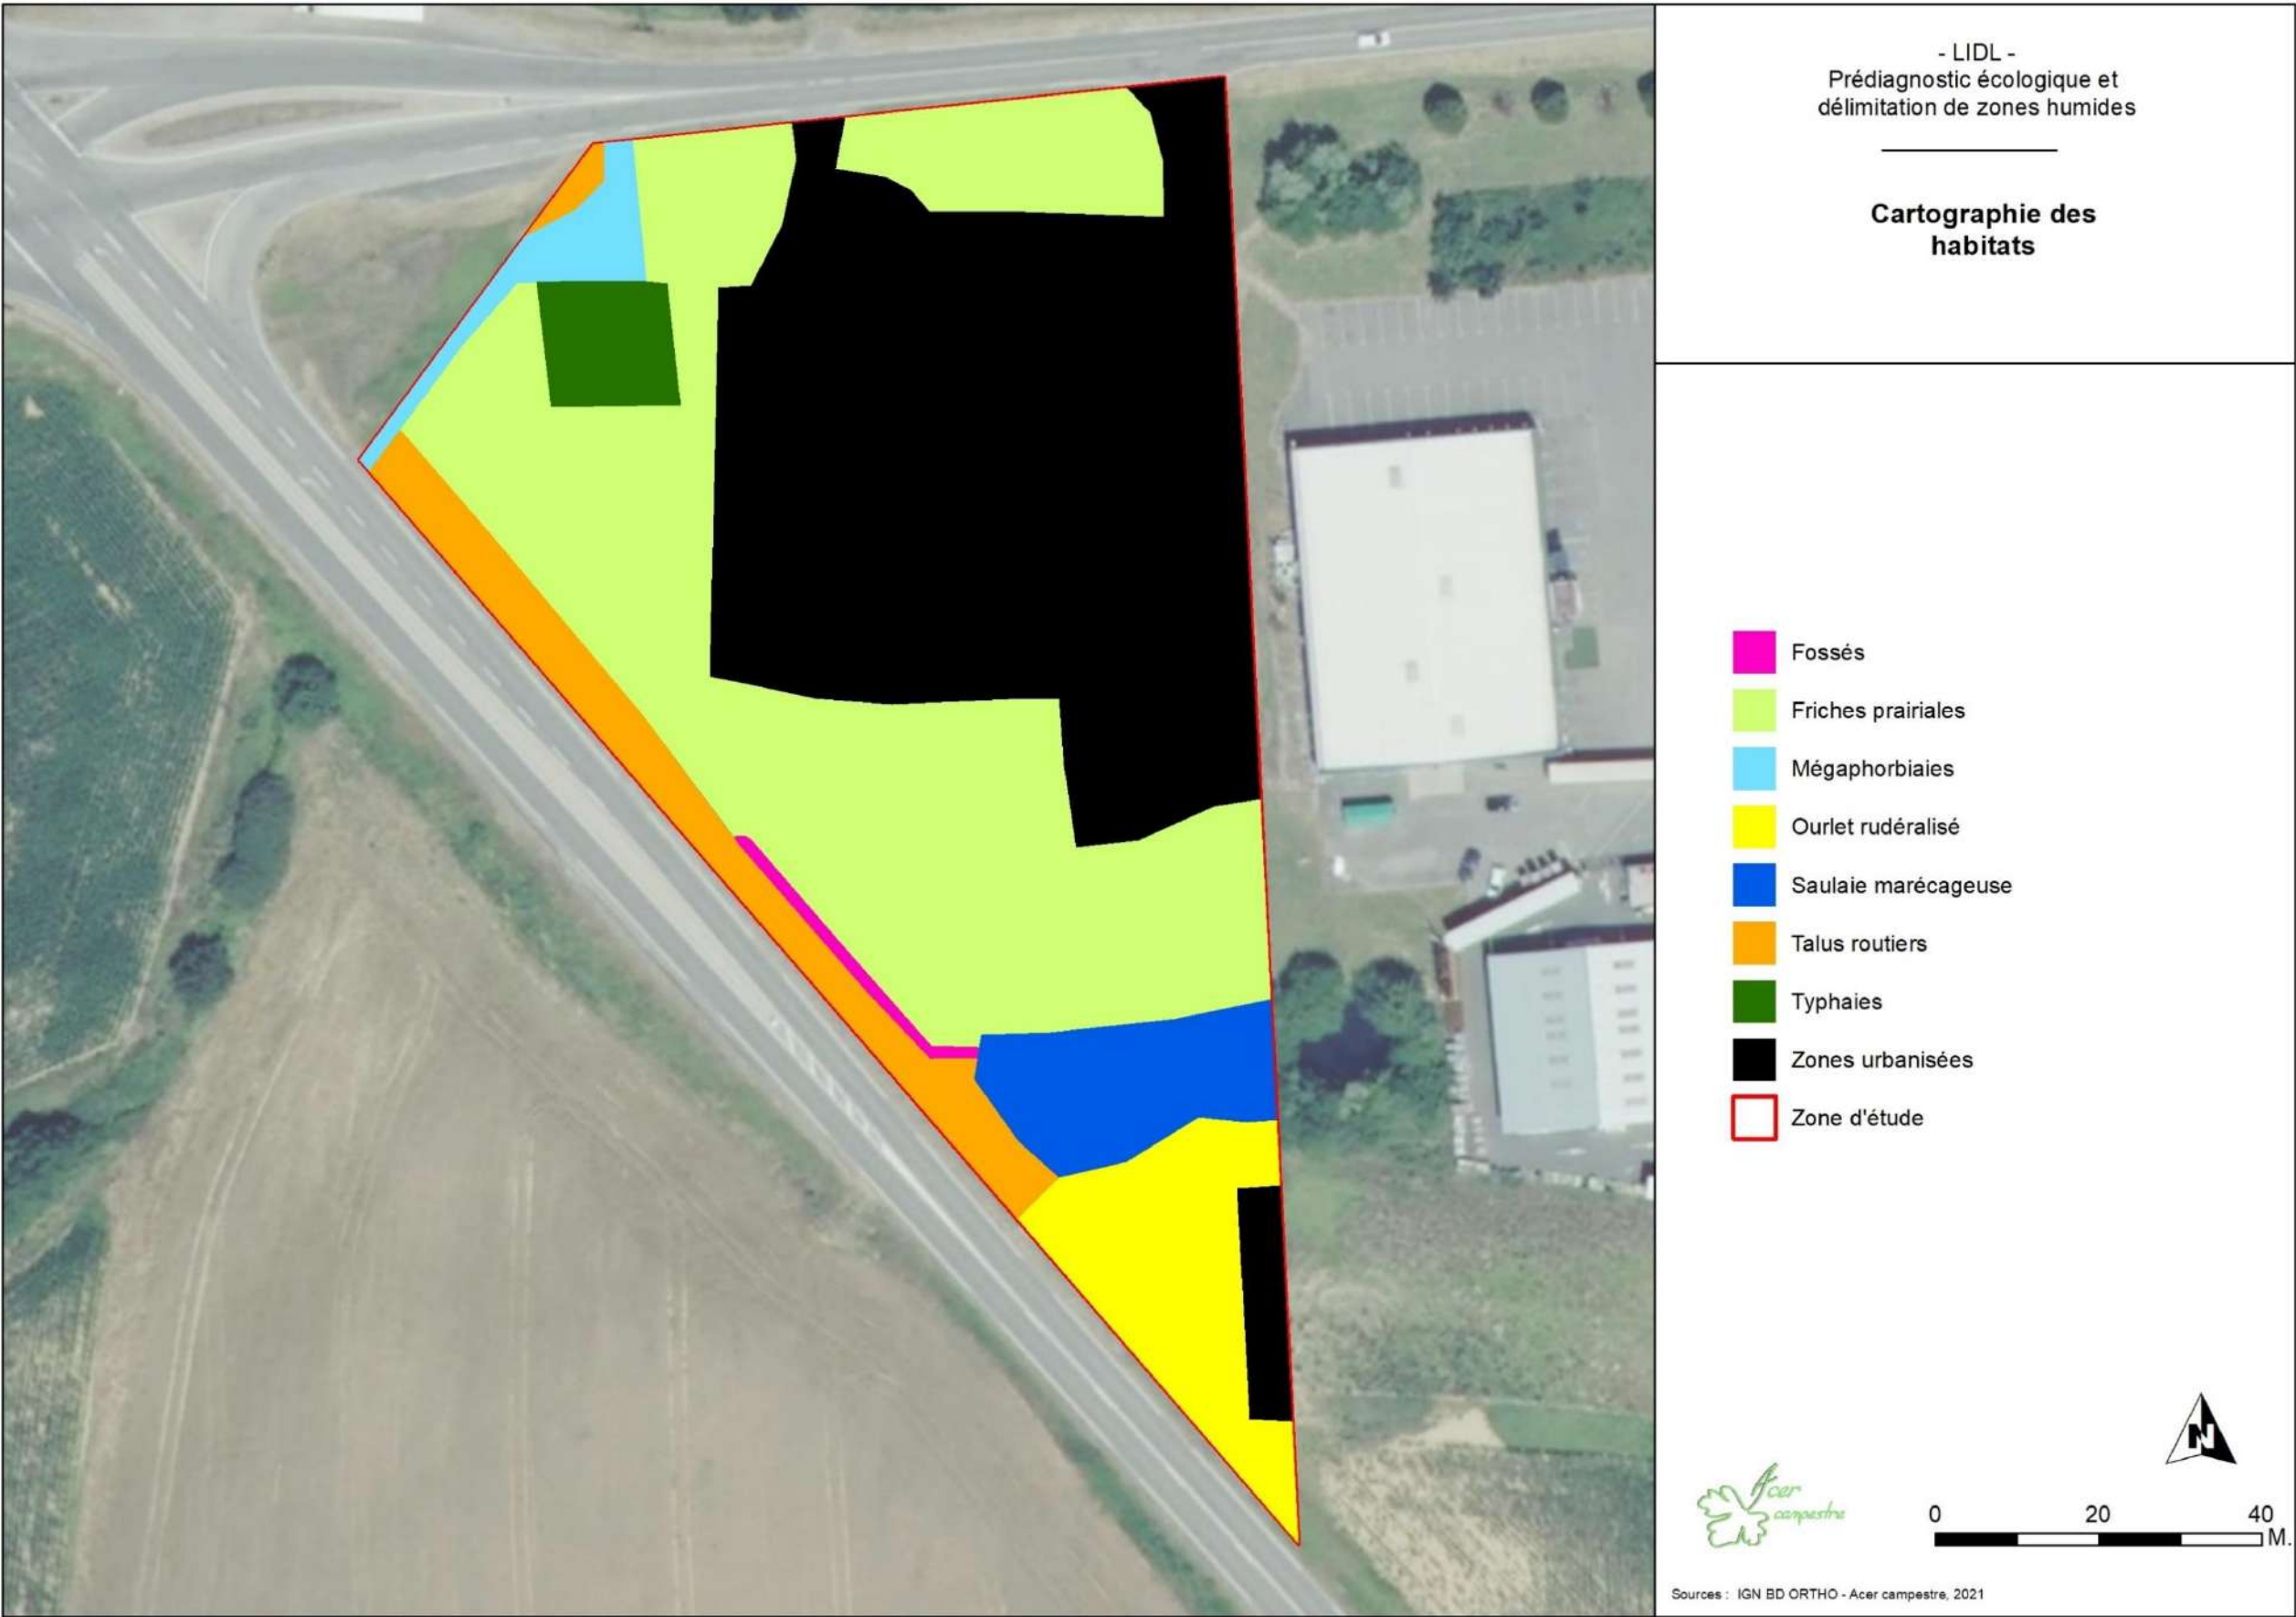 - LIDL -
Prédiagnostic écologique et
délimitation de zones humides
Cartographie des
habitats
Fossés
Friches prairiales
Mégaphorbiaies
Ourlet rudéralisé
Saulaie marécageuse
Talus routiers
Typhaies
Zones urbanisées
Zone d'étude
N
Acer
campestre
0 20 40
M.
Sources : IGN BD ORTHO - Acer campestre, 2021